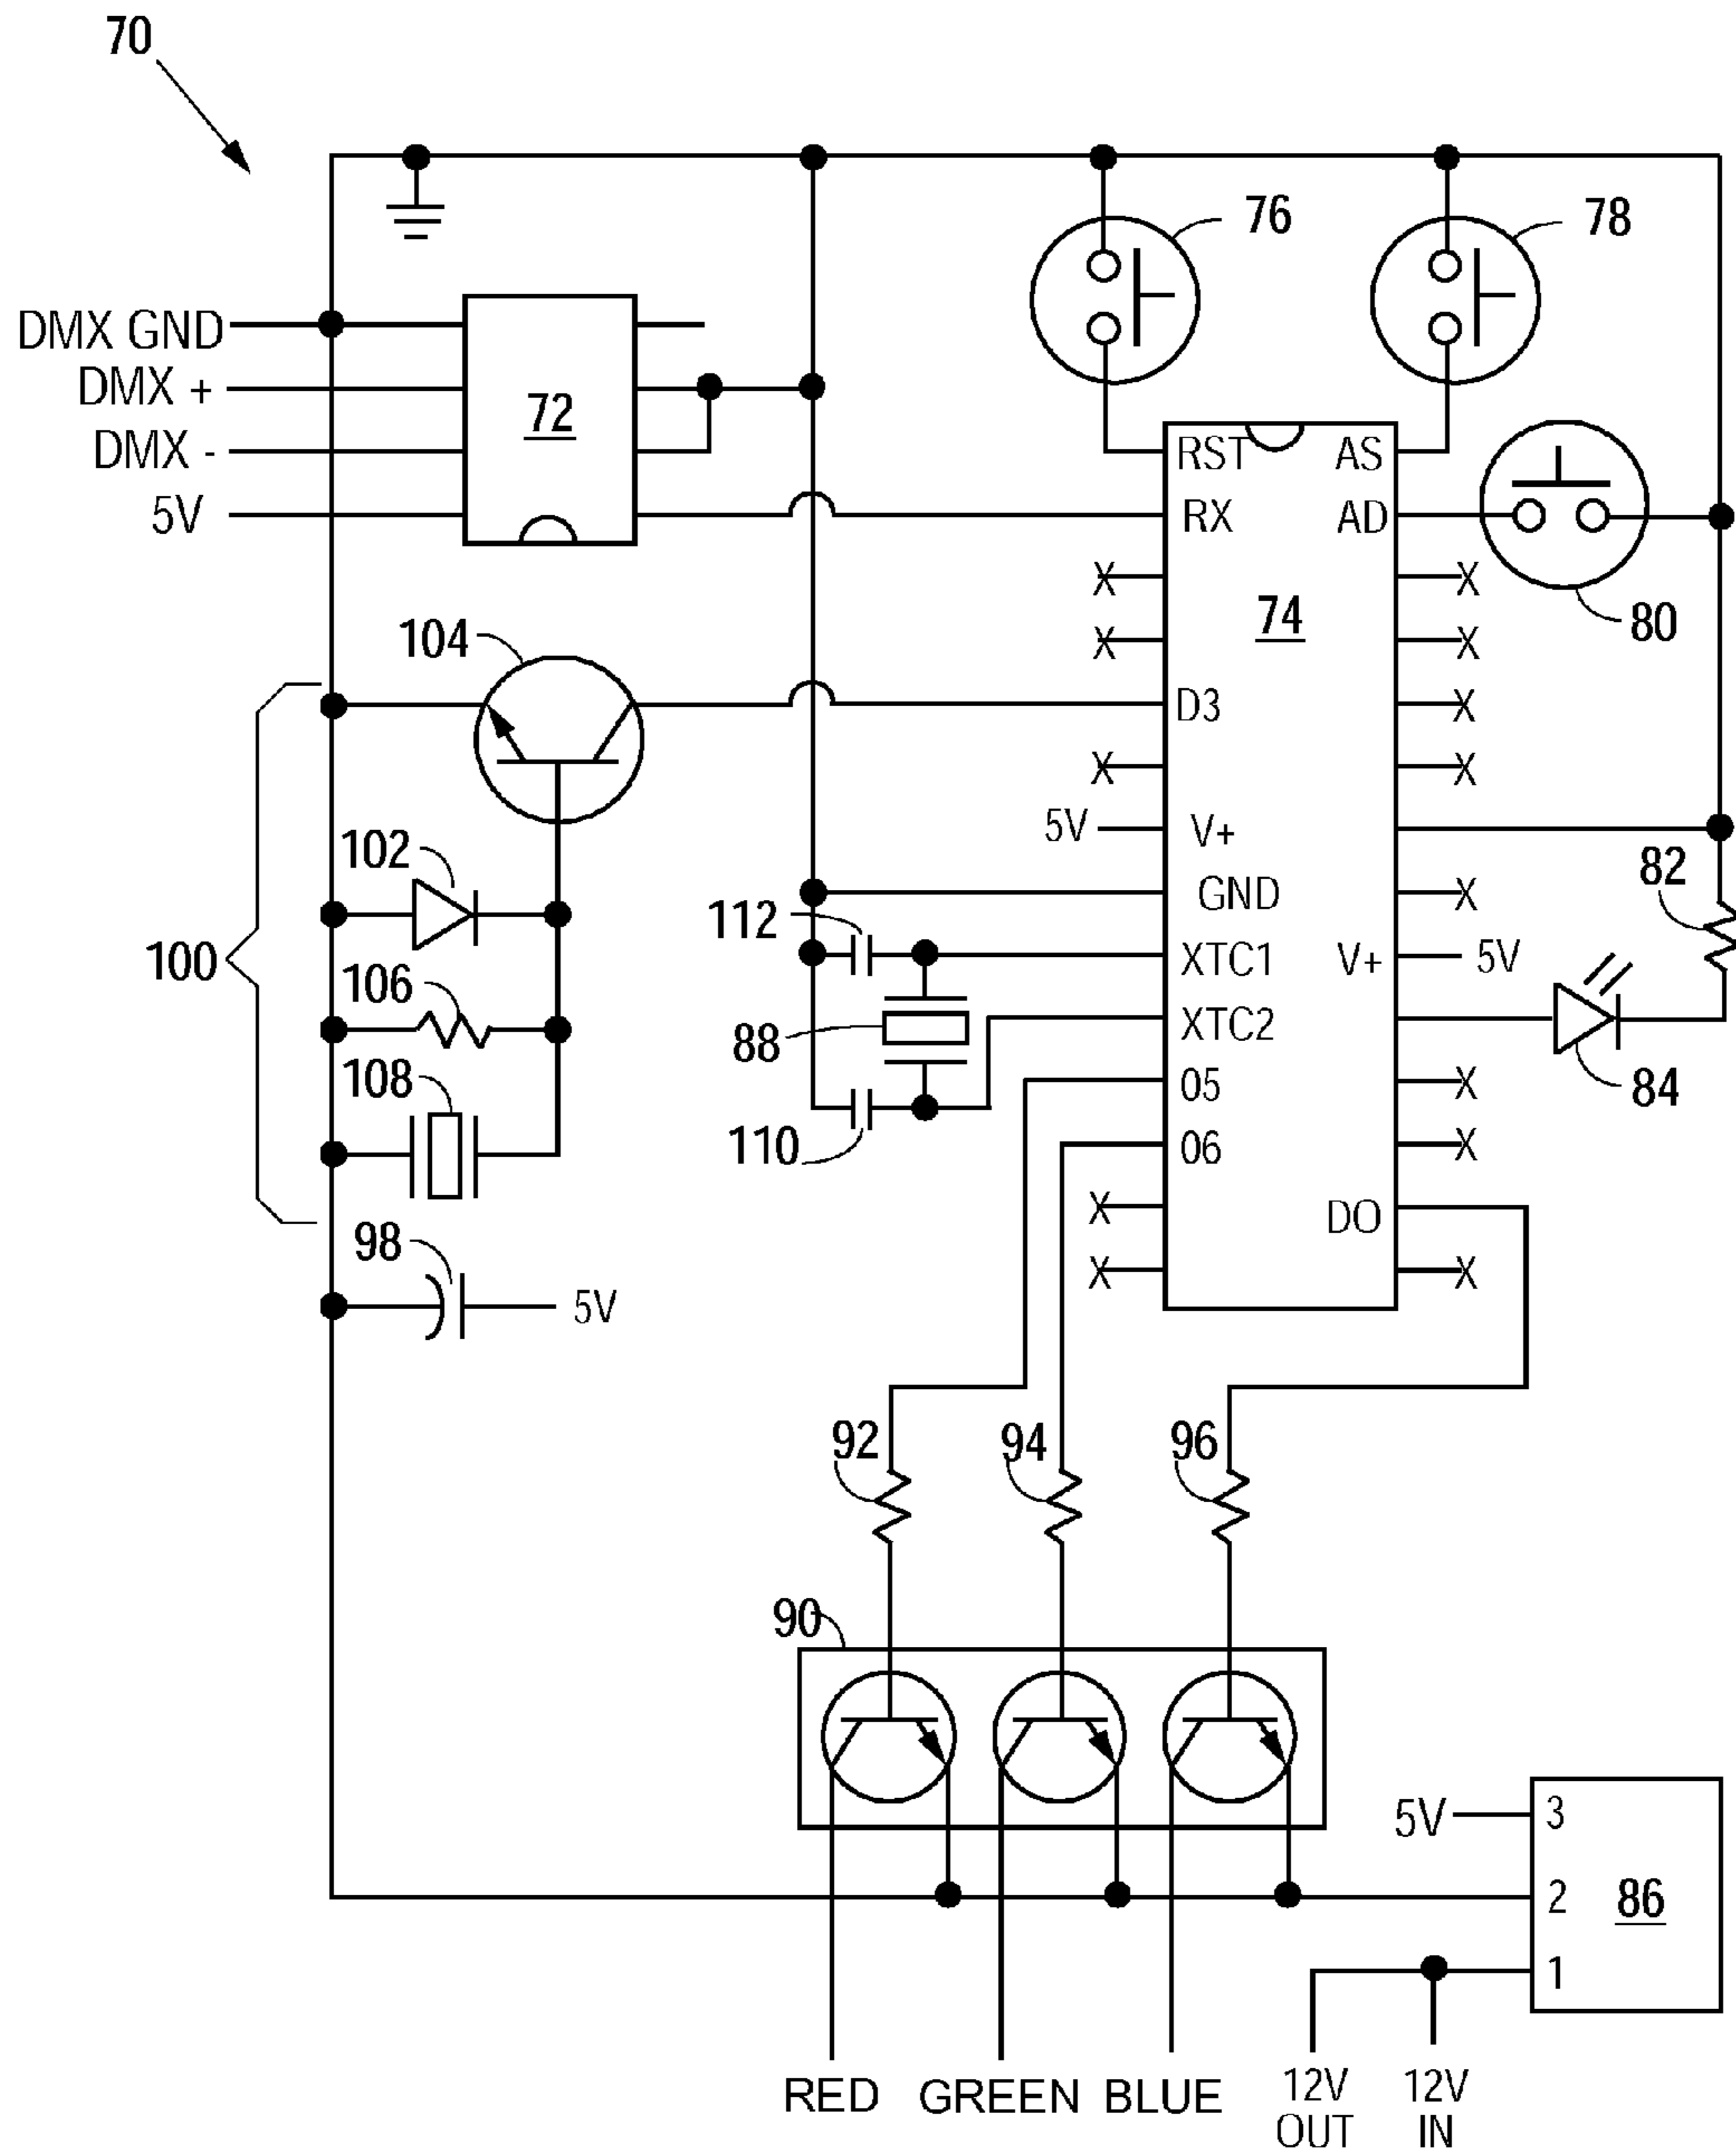 70
76
78
DMX GND
DMX +
DMX -
5V
72
RST
AS
RX
AD
74
80
104
D3
5V
V+
102
82
GND
112
100
XTC1
V+
5V
106
XTC2
88
84
108
05
06
110
DO
98
5V
92
94
96
90
5V
3
2
86
1
RED
GREEN
BLUE
12V
OUT
12V
IN
X
X
X
X
X
X
X
X
X
X
X
X
X
X